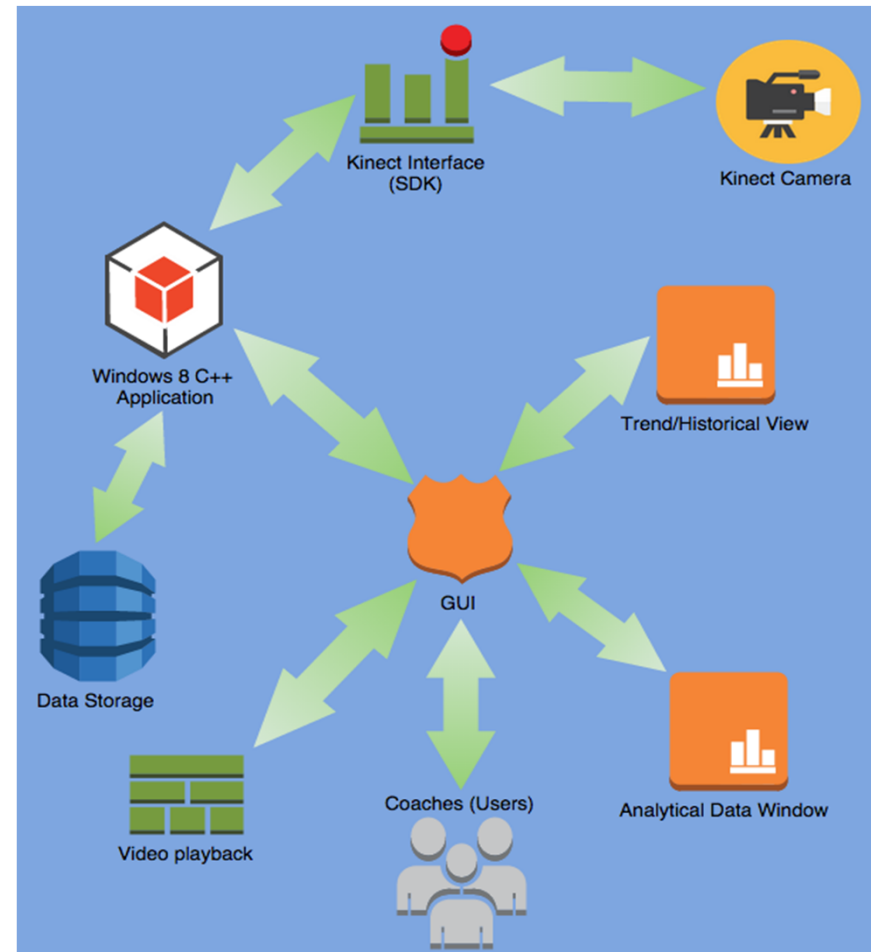 Kinect Interface
(SDK)
Kinect Camera
Windows 8 C++
Application
Trend/Historical View
GUI
Data Storage
Coaches (Users)
Analytical Data Window
Video playback